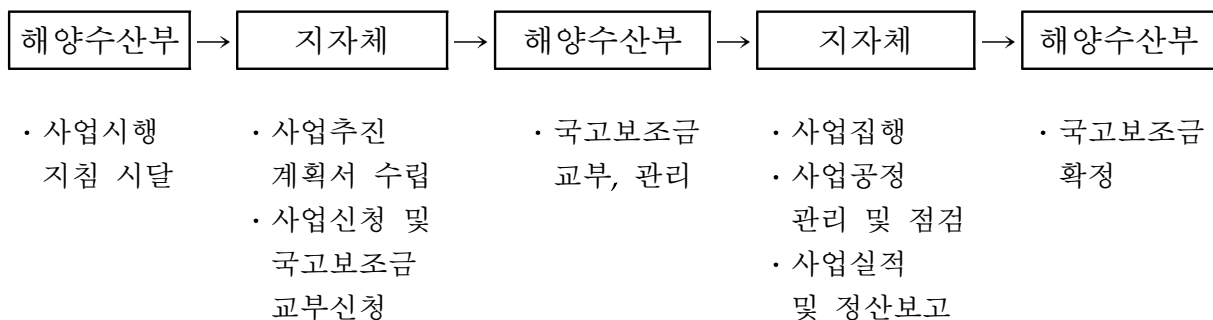 해양수산부 → 지자체 → 해양수산부 → 지자체 → 해양수산부
· 사업시행
지침 시달
· 사업추진
계획서 수립
· 사업신청 및
국고보조금
교부신청
· 국고보조금
교부, 관리
· 사업집행
· 사업공정
관리 및 점검
· 사업실적
및 정산보고
· 국고보조금
확정